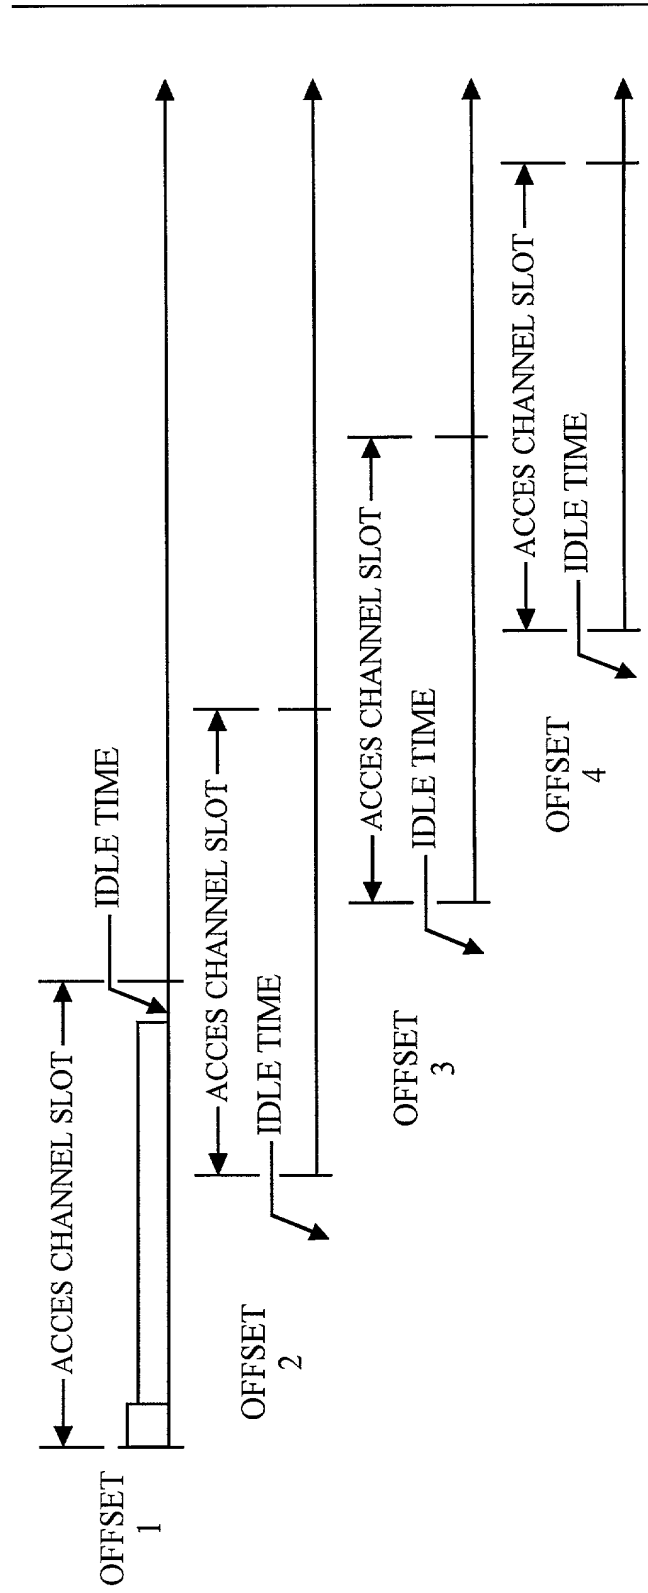 OFFSET
1
ACCES CHANNEL SLOT
IDLE TIME
OFFSET
2
ACCES CHANNEL SLOT
IDLE TIME
OFFSET
3
ACCES CHANNEL SLOT
IDLE TIME
OFFSET
4
ACCES CHANNEL SLOT
IDLE TIME